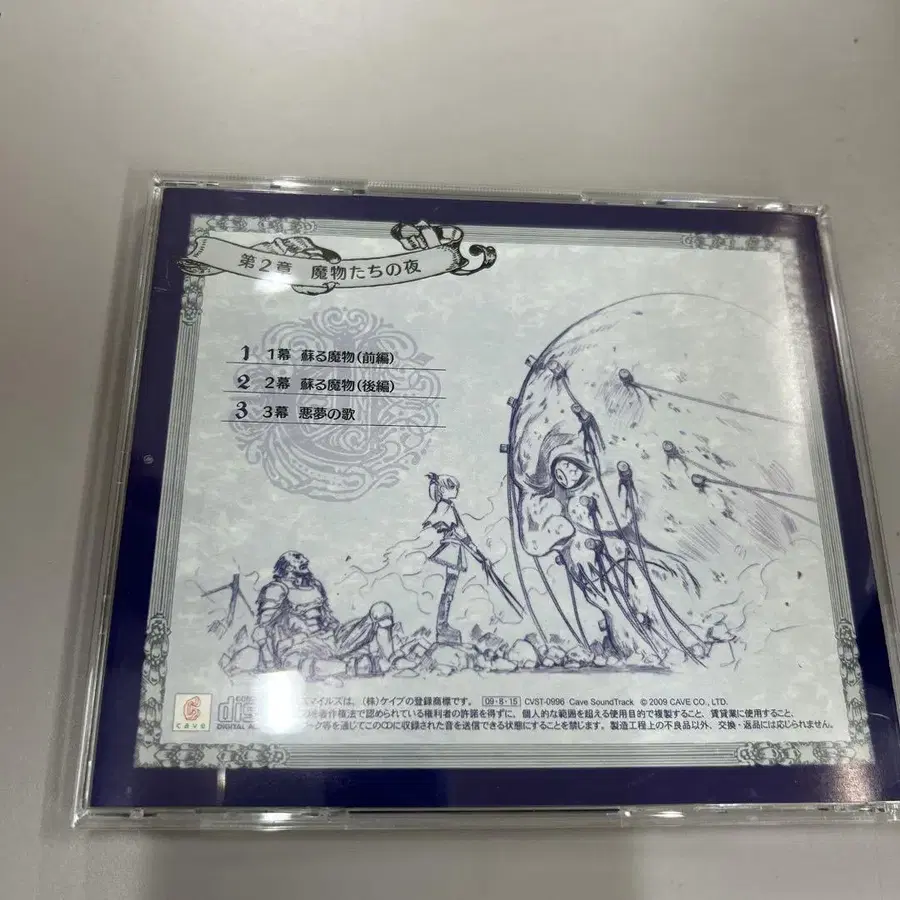 第2章 魔物たちの夜
1 1幕 蘇る魔物(前編)
2 2幕 蘇る魔物(後編)
3 3幕 悪夢の歌
マイルズは、(株)ケイブの登録商標です。 09·8·15 CVST-0996 Cave SoundTrack © 2009 CAVE CO., LTD.
著作権法で認められている権利者の許諾を得ずに、個人的な範囲を超える使用目的で複製すること、賃貸業に使用すること、
ーク等を通じてこのCDに収録された音を送信できる状態にすることを禁じます。製造工程上の不良品以外、交換・返品には応じられません。
CAVE
DIGITAL